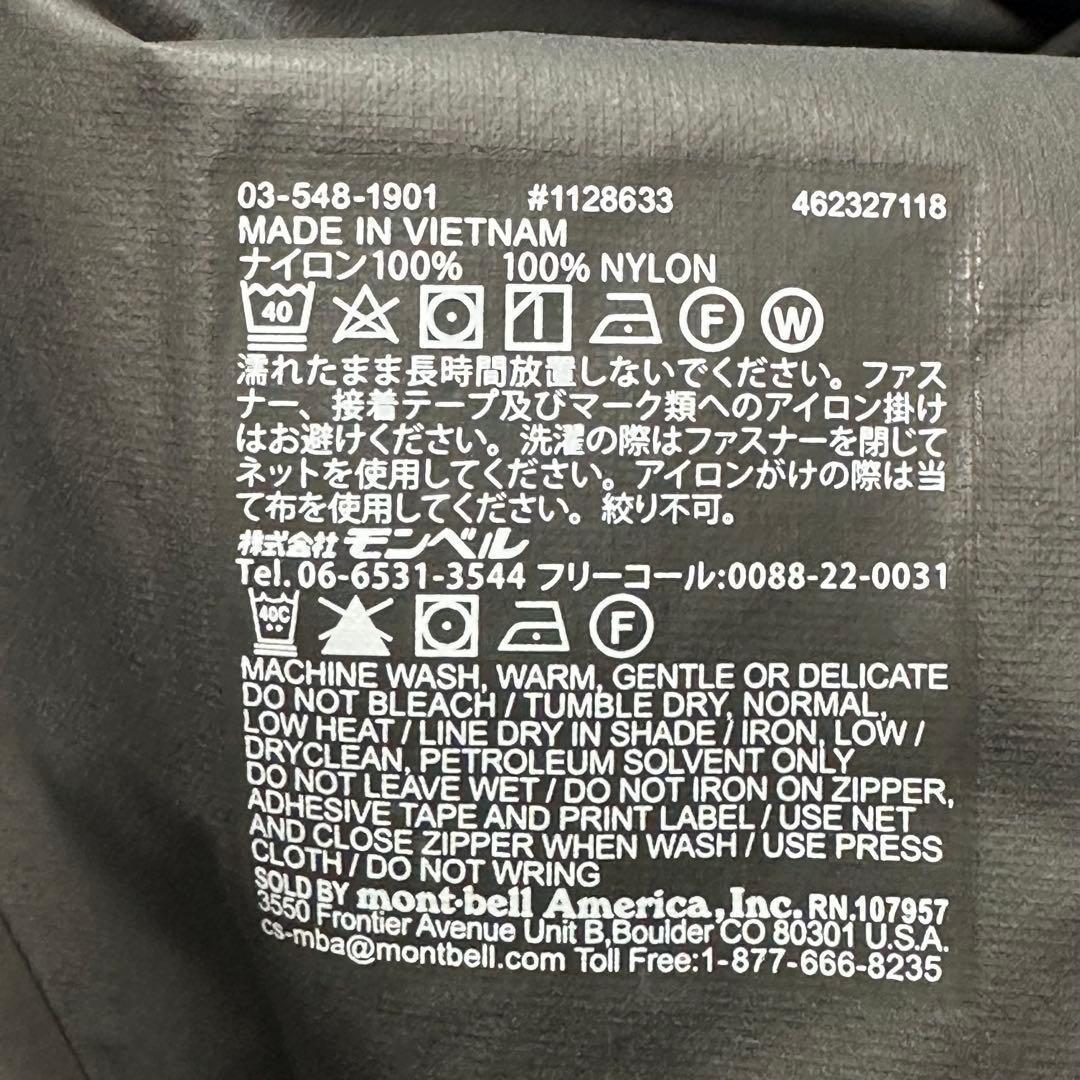 03-548-1901 #1128633 462327118
MADE IN VIETNAM
ナイロン100% 100% NYLON
40 F W
濡れたまま長時間放置しないでください。ファス
ナー、接着テープ及びマーク類へのアイロン掛け
はお避けください。洗濯の際はファスナーを閉じて
ネットを使用してください。アイロンがけの際は当
て布を使用してください。絞り不可。
株式会社 モンベル
Tel. 06-6531-3544 フリーコール:0088-22-0031
40C F
MACHINE WASH, WARM, GENTLE OR DELICATE
DO NOT BLEACH / TUMBLE DRY, NORMAL,
LOW HEAT / LINE DRY IN SHADE / IRON, LOW /
DRYCLEAN, PETROLEUM SOLVENT ONLY
DO NOT LEAVE WET / DO NOT IRON ON ZIPPER,
ADHESIVE TAPE AND PRINT LABEL / USE NET
AND CLOSE ZIPPER WHEN WASH / USE PRESS
CLOTH / DO NOT WRING
SOLD BY mont-bell America, Inc. RN.107957
3550 Frontier Avenue Unit B, Boulder CO 80301 U.S.A.
cs-mba@montbell.com Toll Free:1-877-666-8235